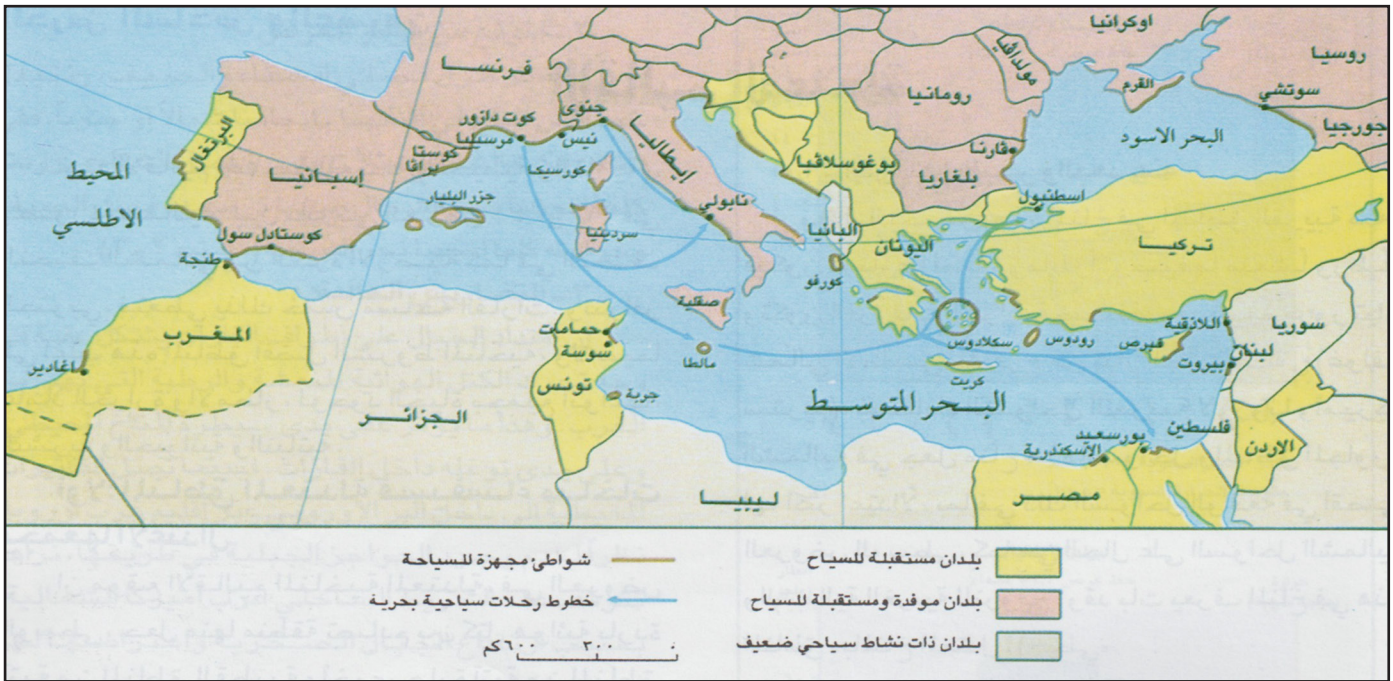 اوكرانيا
روسيا
مولدافيا
القرم
سوتشي
جورجيا
فرنسا
رومانيا
البحر الاسود
جنوى
كوت دازور
مرسيليا
نيس
إيطاليا
يوغوسلافيا
فارنا
بلغاريا
البرتغال
كوستا
براڤا
إسبانيا
المحيط
الاطلسي
كورسيكا
جزر البليار
نابولي
سردينيا
اسطنبول
البانيا
اليونان
تركيا
كوستادل سول
طنجة
كورفو
صقلية
المغرب
حمامات
سوسة
مالطا
سكلادوس
رودوس
قبرص
اللاذقية
سوريا
لبنان
بيروت
كريت
اغادير
تونس
جربة
الجزائر
البحر المتوسط
فلسطين
بورسعيد
الاسكندرية
الاردن
ليبيا
مصر
بلدان مستقبلة للسياح
بلدان موفدة ومستقبلة للسياح
بلدان ذات نشاط سياحي ضعيف
شواطئ مجهزة للسياحة
خطوط رحلات سياحية بحرية
٠ ٣٠٠ ٦٠٠ كم